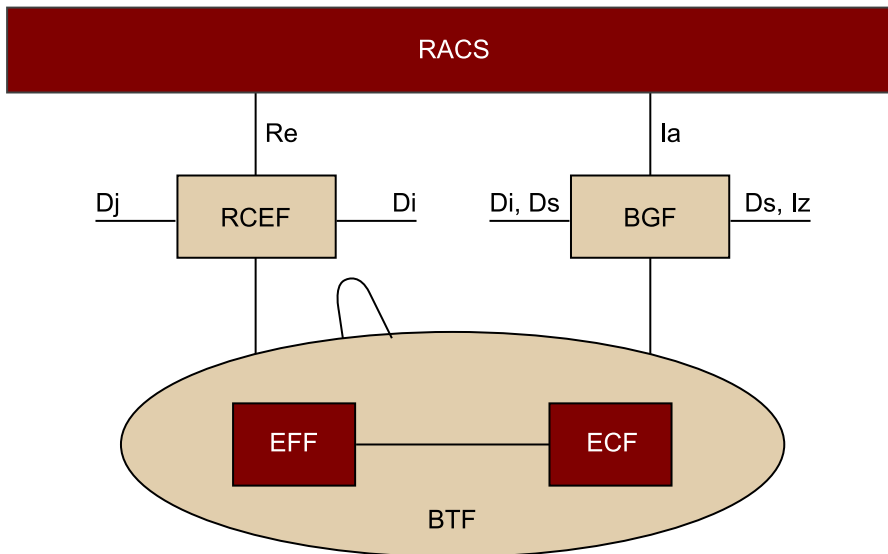 RACS
Re
Ia
Dj
RCEF
Di
Di, Ds
BGF
Ds, Iz
EFF
ECF
BTF